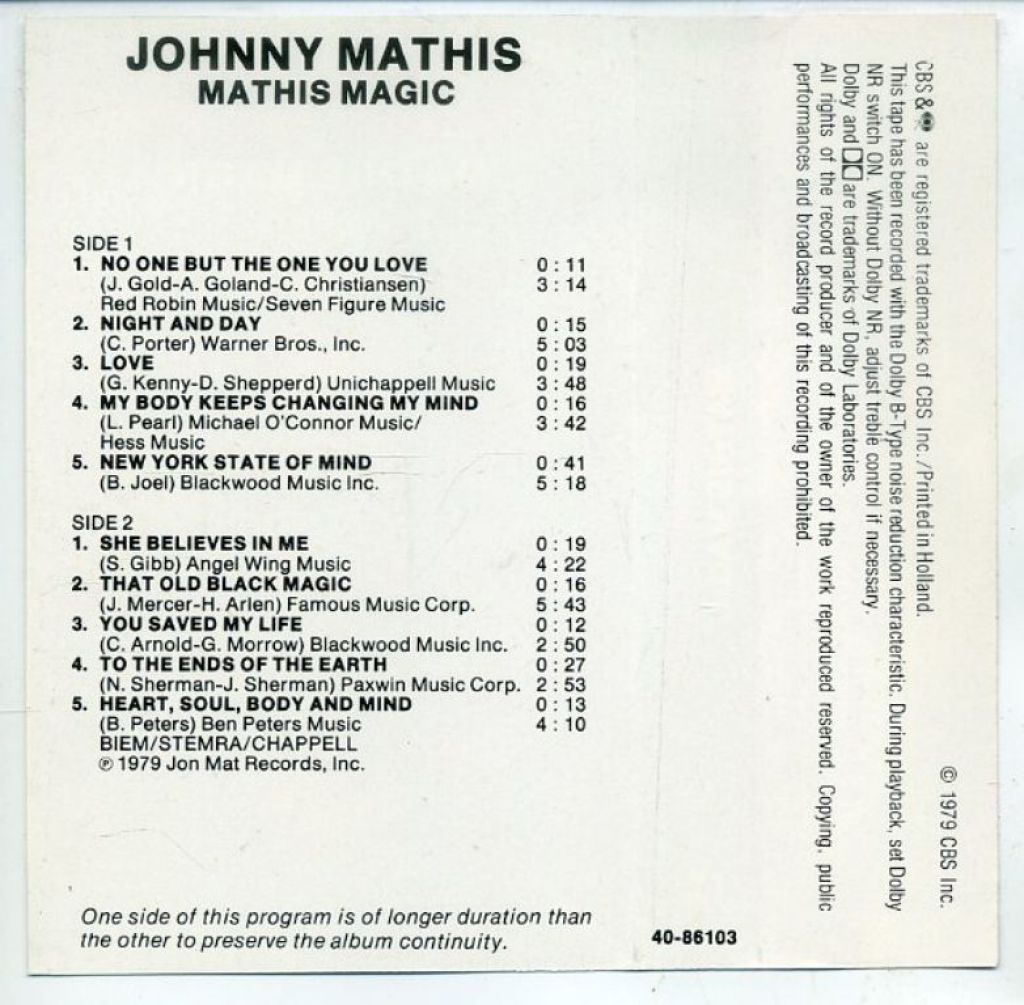 JOHNNY MATHIS
MATHIS MAGIC
SIDE 1
1. NO ONE BUT THE ONE YOU LOVE 0 : 11
(J. Gold-A. Goland-C. Christiansen) 3 : 14
Red Robin Music/Seven Figure Music
2. NIGHT AND DAY 0 : 15
(C. Porter) Warner Bros., Inc. 5 : 03
3. LOVE 0 : 19
(G. Kenny-D. Shepperd) Unichappell Music 3 : 48
4. MY BODY KEEPS CHANGING MY MIND 0 : 16
(L. Pearl) Michael O'Connor Music/ 3 : 42
Hess Music
5. NEW YORK STATE OF MIND 0 : 41
(B. Joel) Blackwood Music Inc. 5 : 18
SIDE 2
1. SHE BELIEVES IN ME 0 : 19
(S. Gibb) Angel Wing Music 4 : 22
2. THAT OLD BLACK MAGIC 0 : 16
(J. Mercer-H. Arlen) Famous Music Corp. 5 : 43
3. YOU SAVED MY LIFE 0 : 12
(C. Arnold-G. Morrow) Blackwood Music Inc. 2 : 50
4. TO THE ENDS OF THE EARTH 0 : 27
(N. Sherman-J. Sherman) Paxwin Music Corp. 2 : 53
5. HEART, SOUL, BODY AND MIND 0 : 13
(B. Peters) Ben Peters Music 4 : 10
BIEM/STEMRA/CHAPPELL
℗ 1979 Jon Mat Records, Inc.
One side of this program is of longer duration than
the other to preserve the album continuity.
40-86103
© 1979 CBS Inc.
CBS & are registered trademarks of CBS Inc./Printed in Holland.
This tape has been recorded with the Dolby B-Type noise reduction characteristic. During playback, set Dolby
NR switch ON. Without Dolby NR, adjust treble control if necessary.
Dolby and are trademarks of Dolby Laboratories.
All rights of the record producer and of the owner of the work reproduced reserved. Copying, public
performances and broadcasting of this recording prohibited.